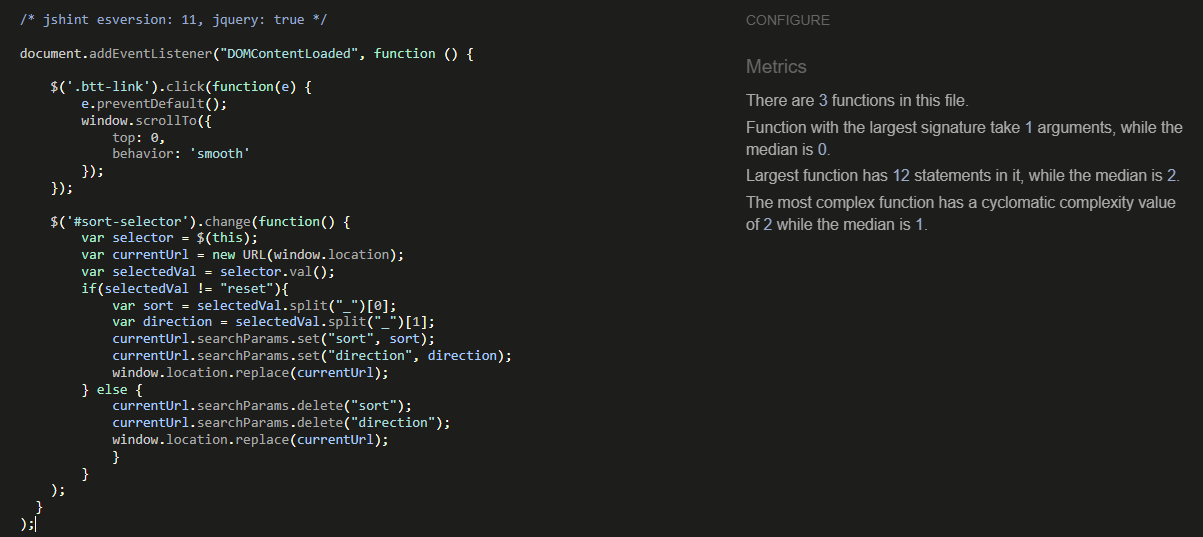 /* jshint esversion: 11, jquery: true */
document.addEventListener("DOMContentLoaded", function () {
    $('.btt-link').click(function(e) {
        e.preventDefault();
        window.scrollTo({
            top: 0,
            behavior: 'smooth'
        });
    });
    $('#sort-selector').change(function() {
        var selector = $(this);
        var currentUrl = new URL(window.location);
        var selectedVal = selector.val();
        if(selectedVal != "reset"){
            var sort = selectedVal.split("_")[0];
            var direction = selectedVal.split("_")[1];
            currentUrl.searchParams.set("sort", sort);
            currentUrl.searchParams.set("direction", direction);
            window.location.replace(currentUrl);
        } else {
            currentUrl.searchParams.delete("sort");
            currentUrl.searchParams.delete("direction");
            window.location.replace(currentUrl);
            }
        }
    );
  }
);
CONFIGURE
Metrics
There are 3 functions in this file.
Function with the largest signature take 1 arguments, while the
median is 0.
Largest function has 12 statements in it, while the median is 2.
The most complex function has a cyclomatic complexity value
of 2 while the median is 1.